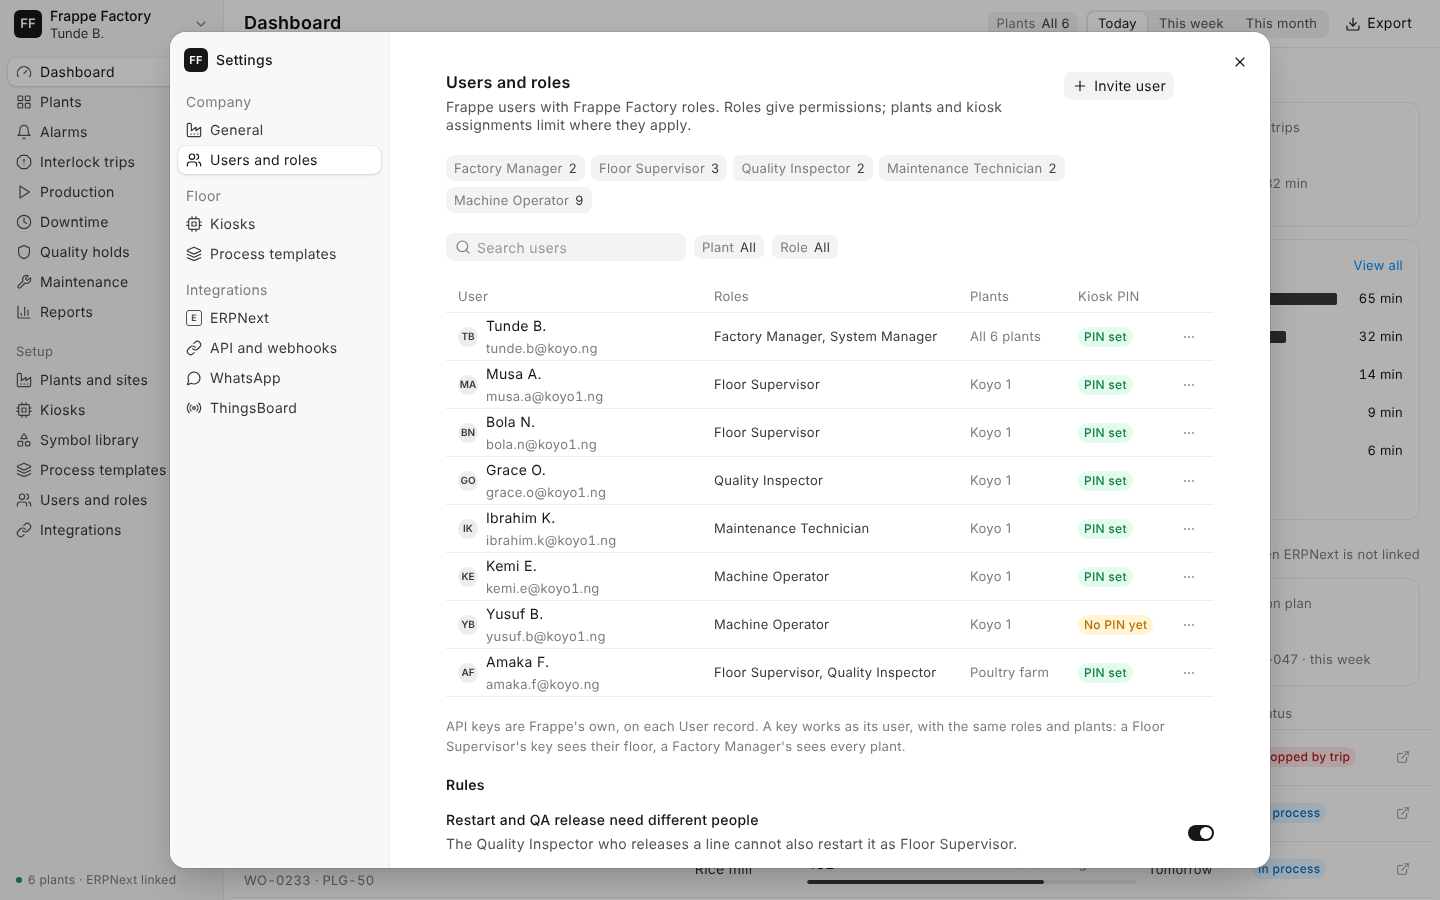 FF Frappe Factory
Tunde B.
Dashboard
Plants All 6
Today
This week
This month
Export
Dashboard
Plants
Alarms
Interlock trips
Production
Downtime
Quality holds
Maintenance
Reports
Setup
Plants and sites
Kiosks
Symbol library
Process templates
Users and roles
Integrations
6 plants · ERPNext linked
FF Settings
Company
General
Users and roles
Floor
Kiosks
Process templates
Integrations
E ERPNext
API and webhooks
WhatsApp
ThingsBoard
Users and roles
Invite user
Frappe users with Frappe Factory roles. Roles give permissions; plants and kiosk
assignments limit where they apply.
Factory Manager 2 Floor Supervisor 3 Quality Inspector 2 Maintenance Technician 2
Machine Operator 9
Search users Plant All Role All
User Roles Plants Kiosk PIN
TB Tunde B. Factory Manager, System Manager All 6 plants PIN set
tunde.b@koyo.ng
MA Musa A. Floor Supervisor Koyo 1 PIN set
musa.a@koyo1.ng
BN Bola N. Floor Supervisor Koyo 1 PIN set
bola.n@koyo1.ng
GO Grace O. Quality Inspector Koyo 1 PIN set
grace.o@koyo1.ng
IK Ibrahim K. Maintenance Technician Koyo 1 PIN set
ibrahim.k@koyo1.ng
KE Kemi E. Machine Operator Koyo 1 PIN set
kemi.e@koyo1.ng
YB Yusuf B. Machine Operator Koyo 1 No PIN yet
yusuf.b@koyo1.ng
AF Amaka F. Floor Supervisor, Quality Inspector Poultry farm PIN set
amaka.f@koyo.ng
API keys are Frappe's own, on each User record. A key works as its user, with the same roles and plants: a Floor
Supervisor's key sees their floor, a Factory Manager's sees every plant.
Rules
Restart and QA release need different people
The Quality Inspector who releases a line cannot also restart it as Floor Supervisor.
trips
32 min
View all
65 min
32 min
14 min
9 min
6 min
ERPNext is not linked
on plan
-047 · this week
by trip
process
WO-0233 · PLG-50
Rice mill
Tomorrow
In process